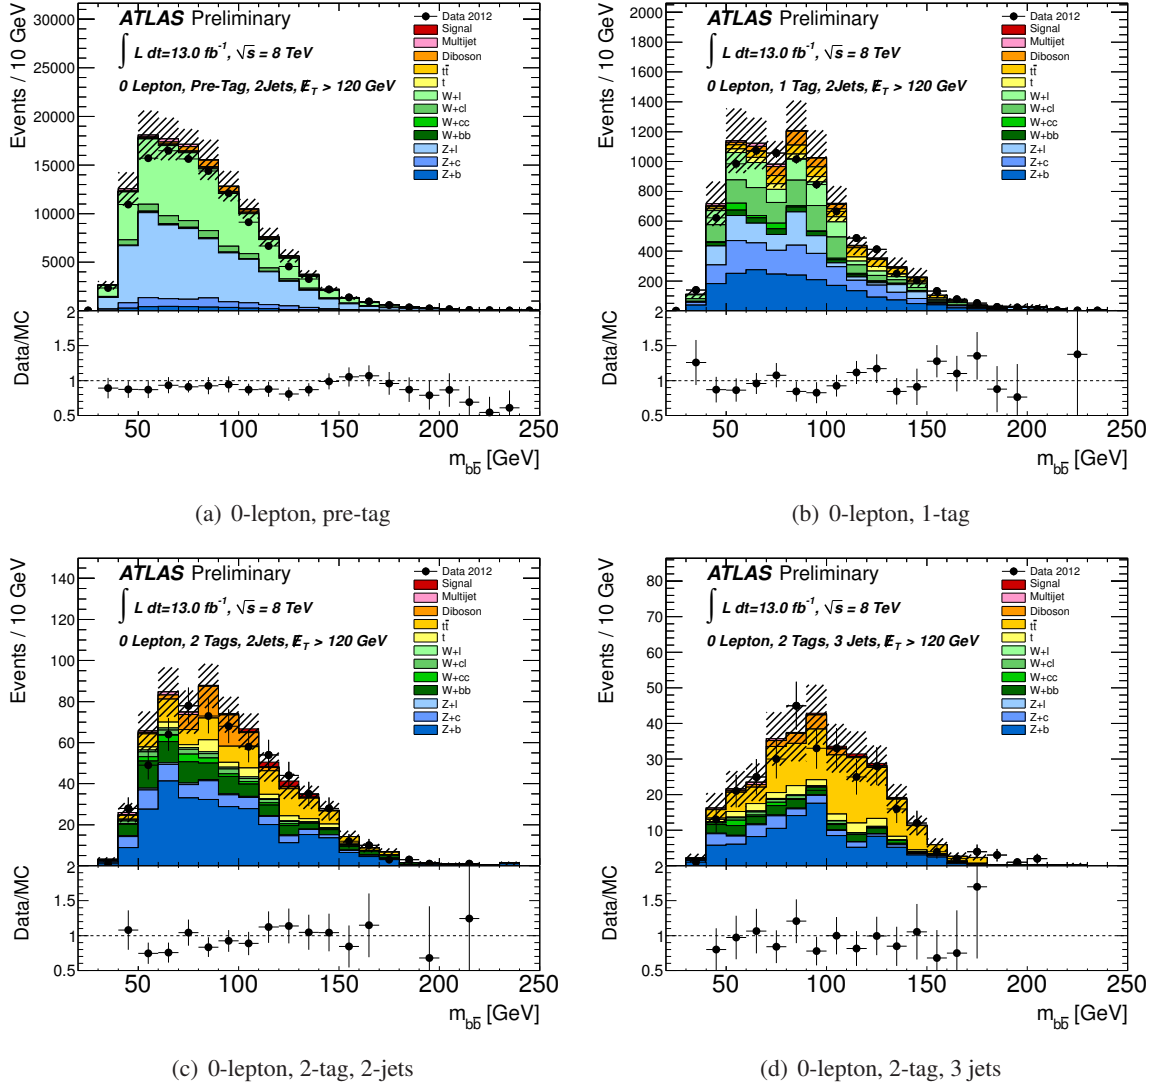 ATLAS Preliminary
∫ L dt=13.0 fb⁻¹, √s = 8 TeV
0 Lepton, Pre-Tag, 2Jets, E̸_T > 120 GeV
Data 2012
Signal
Multijet
Diboson
tt̄
t
W+l
W+cl
W+cc
W+bb
Z+l
Z+c
Z+b
Events / 10 GeV
30000
25000
20000
15000
10000
5000
Data/MC
2
1.5
1
0.5
50 100 150 200 250
m_bb̄ [GeV]
(a) 0-lepton, pre-tag
ATLAS Preliminary
∫ L dt=13.0 fb⁻¹, √s = 8 TeV
0 Lepton, 1 Tag, 2Jets, E̸_T > 120 GeV
Data 2012
Signal
Multijet
Diboson
tt̄
t
W+l
W+cl
W+cc
W+bb
Z+l
Z+c
Z+b
Events / 10 GeV
2000
1800
1600
1400
1200
1000
800
600
400
200
Data/MC
2
1.5
1
0.5
50 100 150 200 250
m_bb̄ [GeV]
(b) 0-lepton, 1-tag
ATLAS Preliminary
∫ L dt=13.0 fb⁻¹, √s = 8 TeV
0 Lepton, 2 Tags, 2Jets, E̸_T > 120 GeV
Data 2012
Signal
Multijet
Diboson
tt̄
t
W+l
W+cl
W+cc
W+bb
Z+l
Z+c
Z+b
Events / 10 GeV
140
120
100
80
60
40
20
Data/MC
2
1.5
1
0.5
50 100 150 200 250
m_bb̄ [GeV]
(c) 0-lepton, 2-tag, 2-jets
ATLAS Preliminary
∫ L dt=13.0 fb⁻¹, √s = 8 TeV
0 Lepton, 2 Tags, 3 Jets, E̸_T > 120 GeV
Data 2012
Signal
Multijet
Diboson
tt̄
t
W+l
W+cl
W+cc
W+bb
Z+l
Z+c
Z+b
Events / 10 GeV
80
70
60
50
40
30
20
10
Data/MC
2
1.5
1
0.5
50 100 150 200 250
m_bb̄ [GeV]
(d) 0-lepton, 2-tag, 3 jets